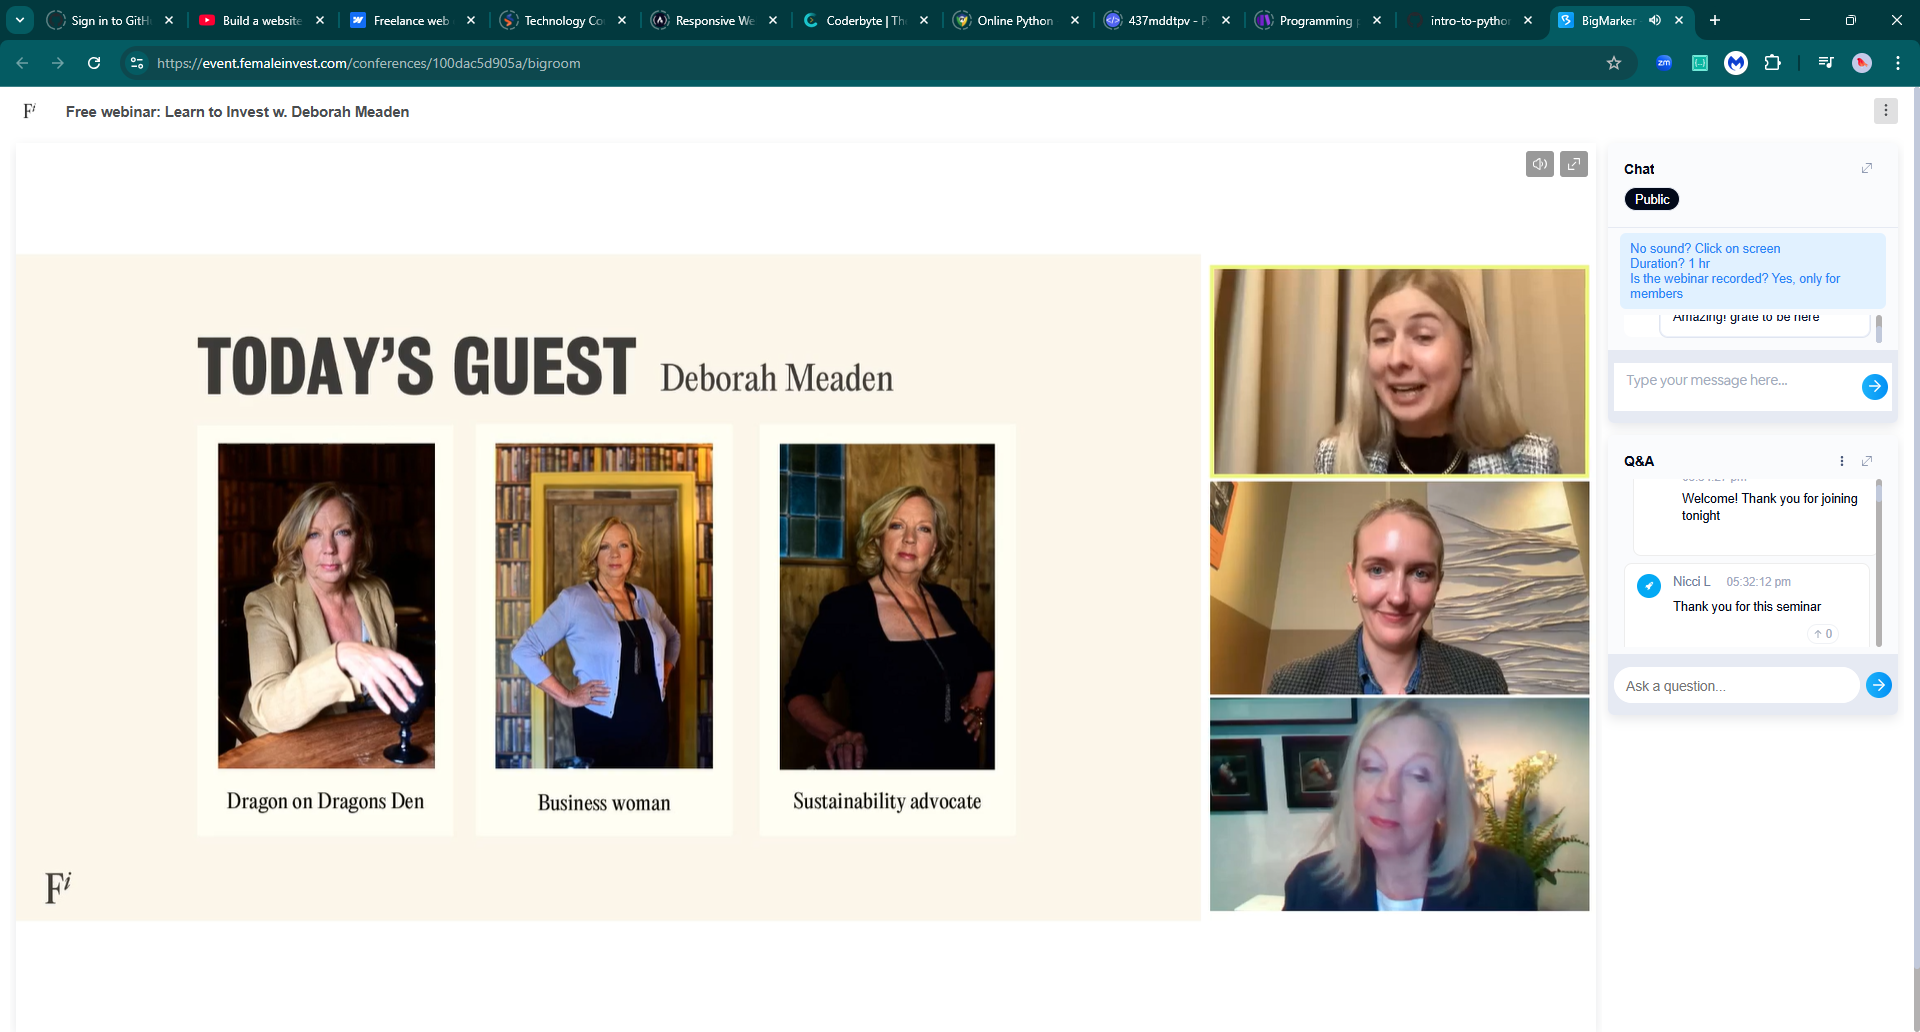 Sign in to GitH
Build a website
Freelance web
Technology Co
Responsive We
Coderbyte | Th
Online Python
437mddtpv - P
Programming
intro-to-pytho
BigMarker
https://event.femaleinvest.com/conferences/100dac5d905a/bigroom
zm
Fi
Free webinar: Learn to Invest w. Deborah Meaden
TODAY'S GUEST Deborah Meaden
Dragon on Dragons Den
Business woman
Sustainability advocate
Fi
Chat
Public
No sound? Click on screen
Duration? 1 hr
Is the webinar recorded? Yes, only for
members
Amazing! grate to be here
Type your message here...
Q&A
Welcome! Thank you for joining
tonight
Nicci L 05:32:12 pm
Thank you for this seminar
0
Ask a question...